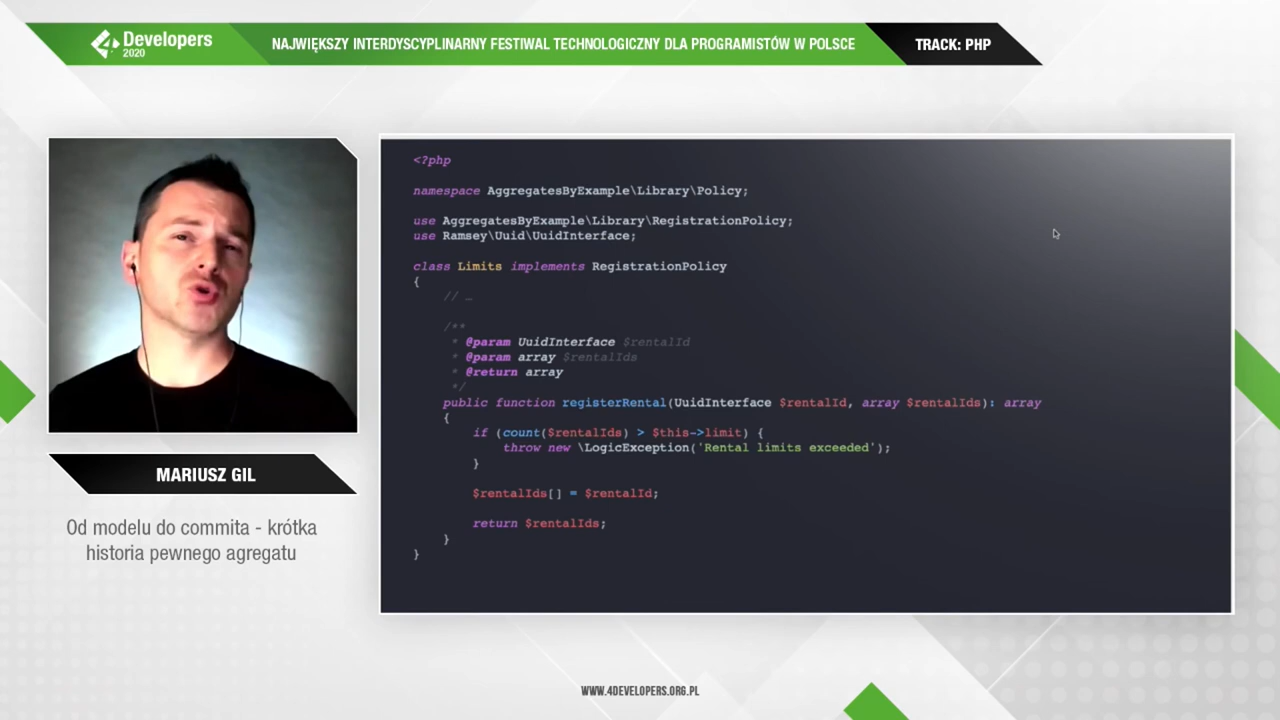 4 Developers
2020
NAJWIĘKSZY INTERDYSCYPLINARNY FESTIWAL TECHNOLOGICZNY DLA PROGRAMISTÓW W POLSCE
TRACK: PHP
<?php
namespace AggregatesByExample\Library\Policy;
use AggregatesByExample\Library\RegistrationPolicy;
use Ramsey\Uuid\UuidInterface;
class Limits implements RegistrationPolicy
{
    // …
    /**
     * @param UuidInterface $rentalId
     * @param array $rentalIds
     * @return array
     */
    public function registerRental(UuidInterface $rentalId, array $rentalIds): array
    {
        if (count($rentalIds) > $this->limit) {
            throw new \LogicException('Rental limits exceeded');
        }
        $rentalIds[] = $rentalId;
        return $rentalIds;
    }
}
MARIUSZ GIL
Od modelu do commita - krótka
historia pewnego agregatu
WWW.4DEVELOPERS.ORG.PL